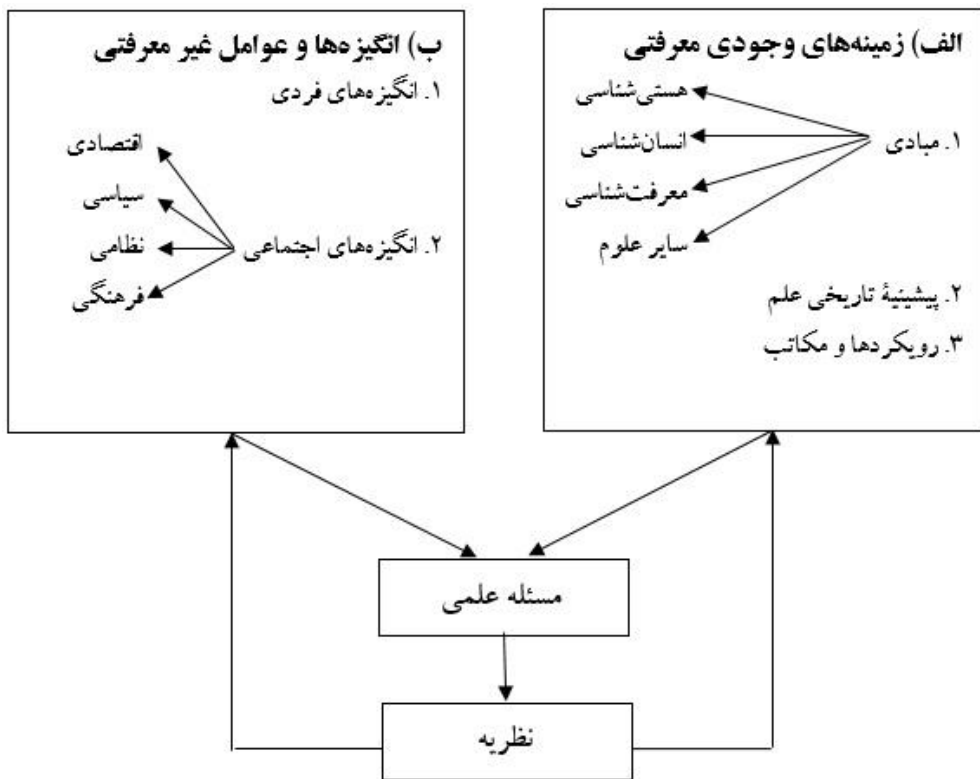 الف) زمینه‌های وجودی معرفتی
هستی‌شناسی
۱. مبادی
انسان‌شناسی
معرفت‌شناسی
سایر علوم
۲. پیشینیۀ تاریخی علم
۳. رویکردها و مکاتب
ب) انگیزه‌ها و عوامل غیر معرفتی
۱. انگیزه‌های فردی
اقتصادی
سیاسی
۲. انگیزه‌های اجتماعی
نظامی
فرهنگی
مسئله علمی
نظریه